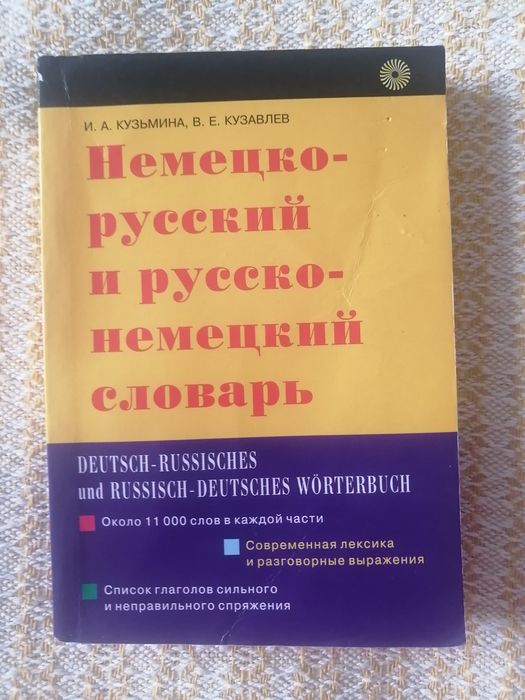 И. А. КУЗЬМИНА, В. Е. КУЗАВЛЕВ
Немецко-
русский
и русско-
немецкий
словарь
DEUTSCH-RUSSISCHES
und RUSSISCH-DEUTSCHES WÖRTERBUCH
Около 11 000 слов в каждой части
Современная лексика
и разговорные выражения
Список глаголов сильного
и неправильного спряжения